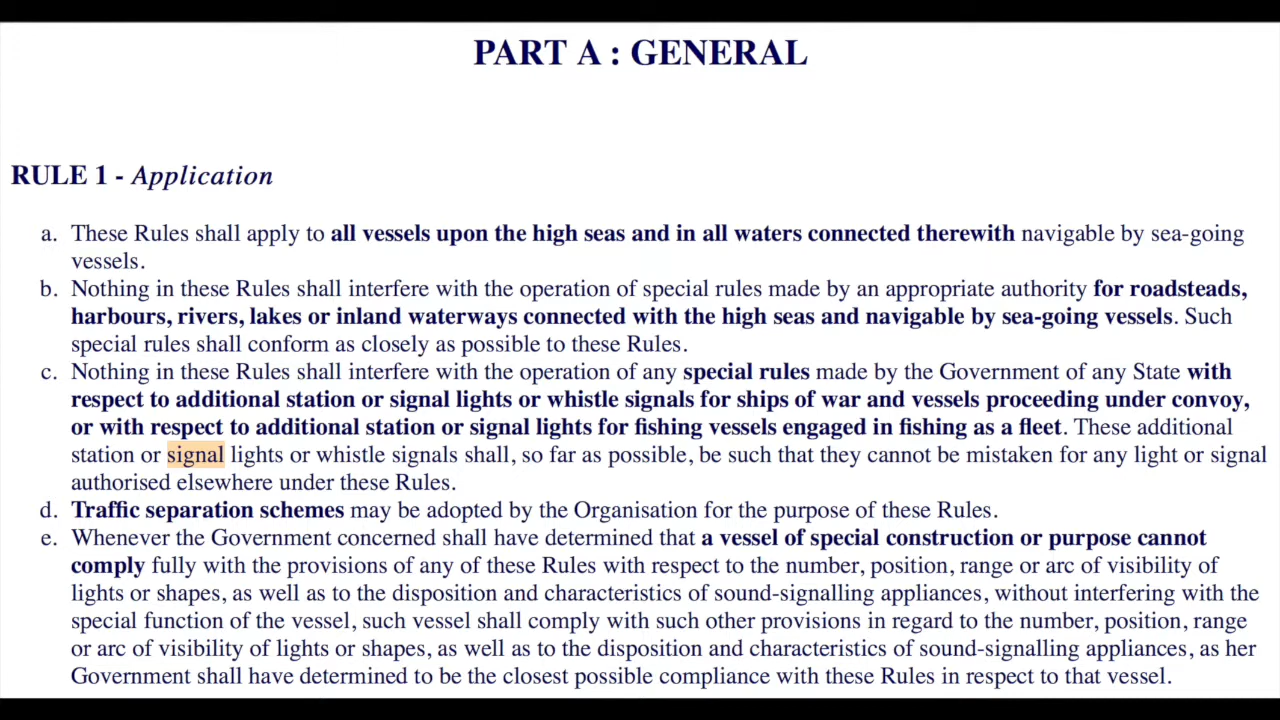 PART A : GENERAL
RULE 1 - Application
a. These Rules shall apply to all vessels upon the high seas and in all waters connected therewith navigable by sea-going
vessels.
b. Nothing in these Rules shall interfere with the operation of special rules made by an appropriate authority for roadsteads,
harbours, rivers, lakes or inland waterways connected with the high seas and navigable by sea-going vessels. Such
special rules shall conform as closely as possible to these Rules.
c. Nothing in these Rules shall interfere with the operation of any special rules made by the Government of any State with
respect to additional station or signal lights or whistle signals for ships of war and vessels proceeding under convoy,
or with respect to additional station or signal lights for fishing vessels engaged in fishing as a fleet. These additional
station or signal lights or whistle signals shall, so far as possible, be such that they cannot be mistaken for any light or signal
authorised elsewhere under these Rules.
d. Traffic separation schemes may be adopted by the Organisation for the purpose of these Rules.
e. Whenever the Government concerned shall have determined that a vessel of special construction or purpose cannot
comply fully with the provisions of any of these Rules with respect to the number, position, range or arc of visibility of
lights or shapes, as well as to the disposition and characteristics of sound-signalling appliances, without interfering with the
special function of the vessel, such vessel shall comply with such other provisions in regard to the number, position, range
or arc of visibility of lights or shapes, as well as to the disposition and characteristics of sound-signalling appliances, as her
Government shall have determined to be the closest possible compliance with these Rules in respect to that vessel.